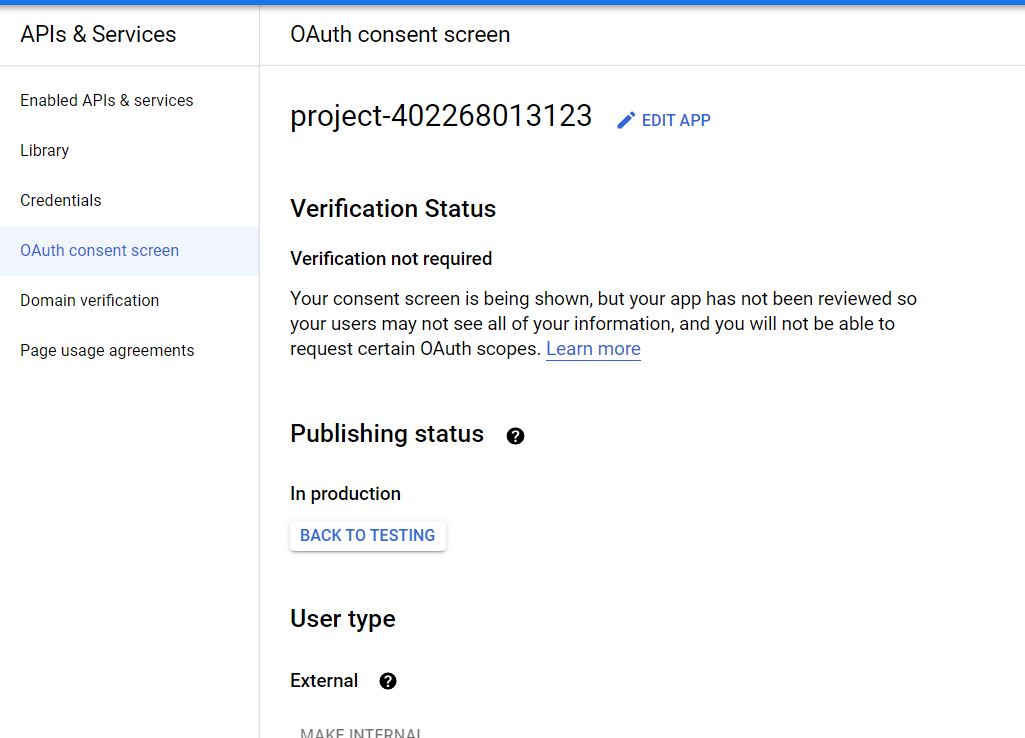 APIs & Services
OAuth consent screen
Enabled APIs & services
Library
Credentials
OAuth consent screen
Domain verification
Page usage agreements
project-402268013123
EDIT APP
Verification Status
Verification not required
Your consent screen is being shown, but your app has not been reviewed so
your users may not see all of your information, and you will not be able to
request certain OAuth scopes. Learn more
Publishing status
In production
BACK TO TESTING
User type
External
MAKE INTERNAL